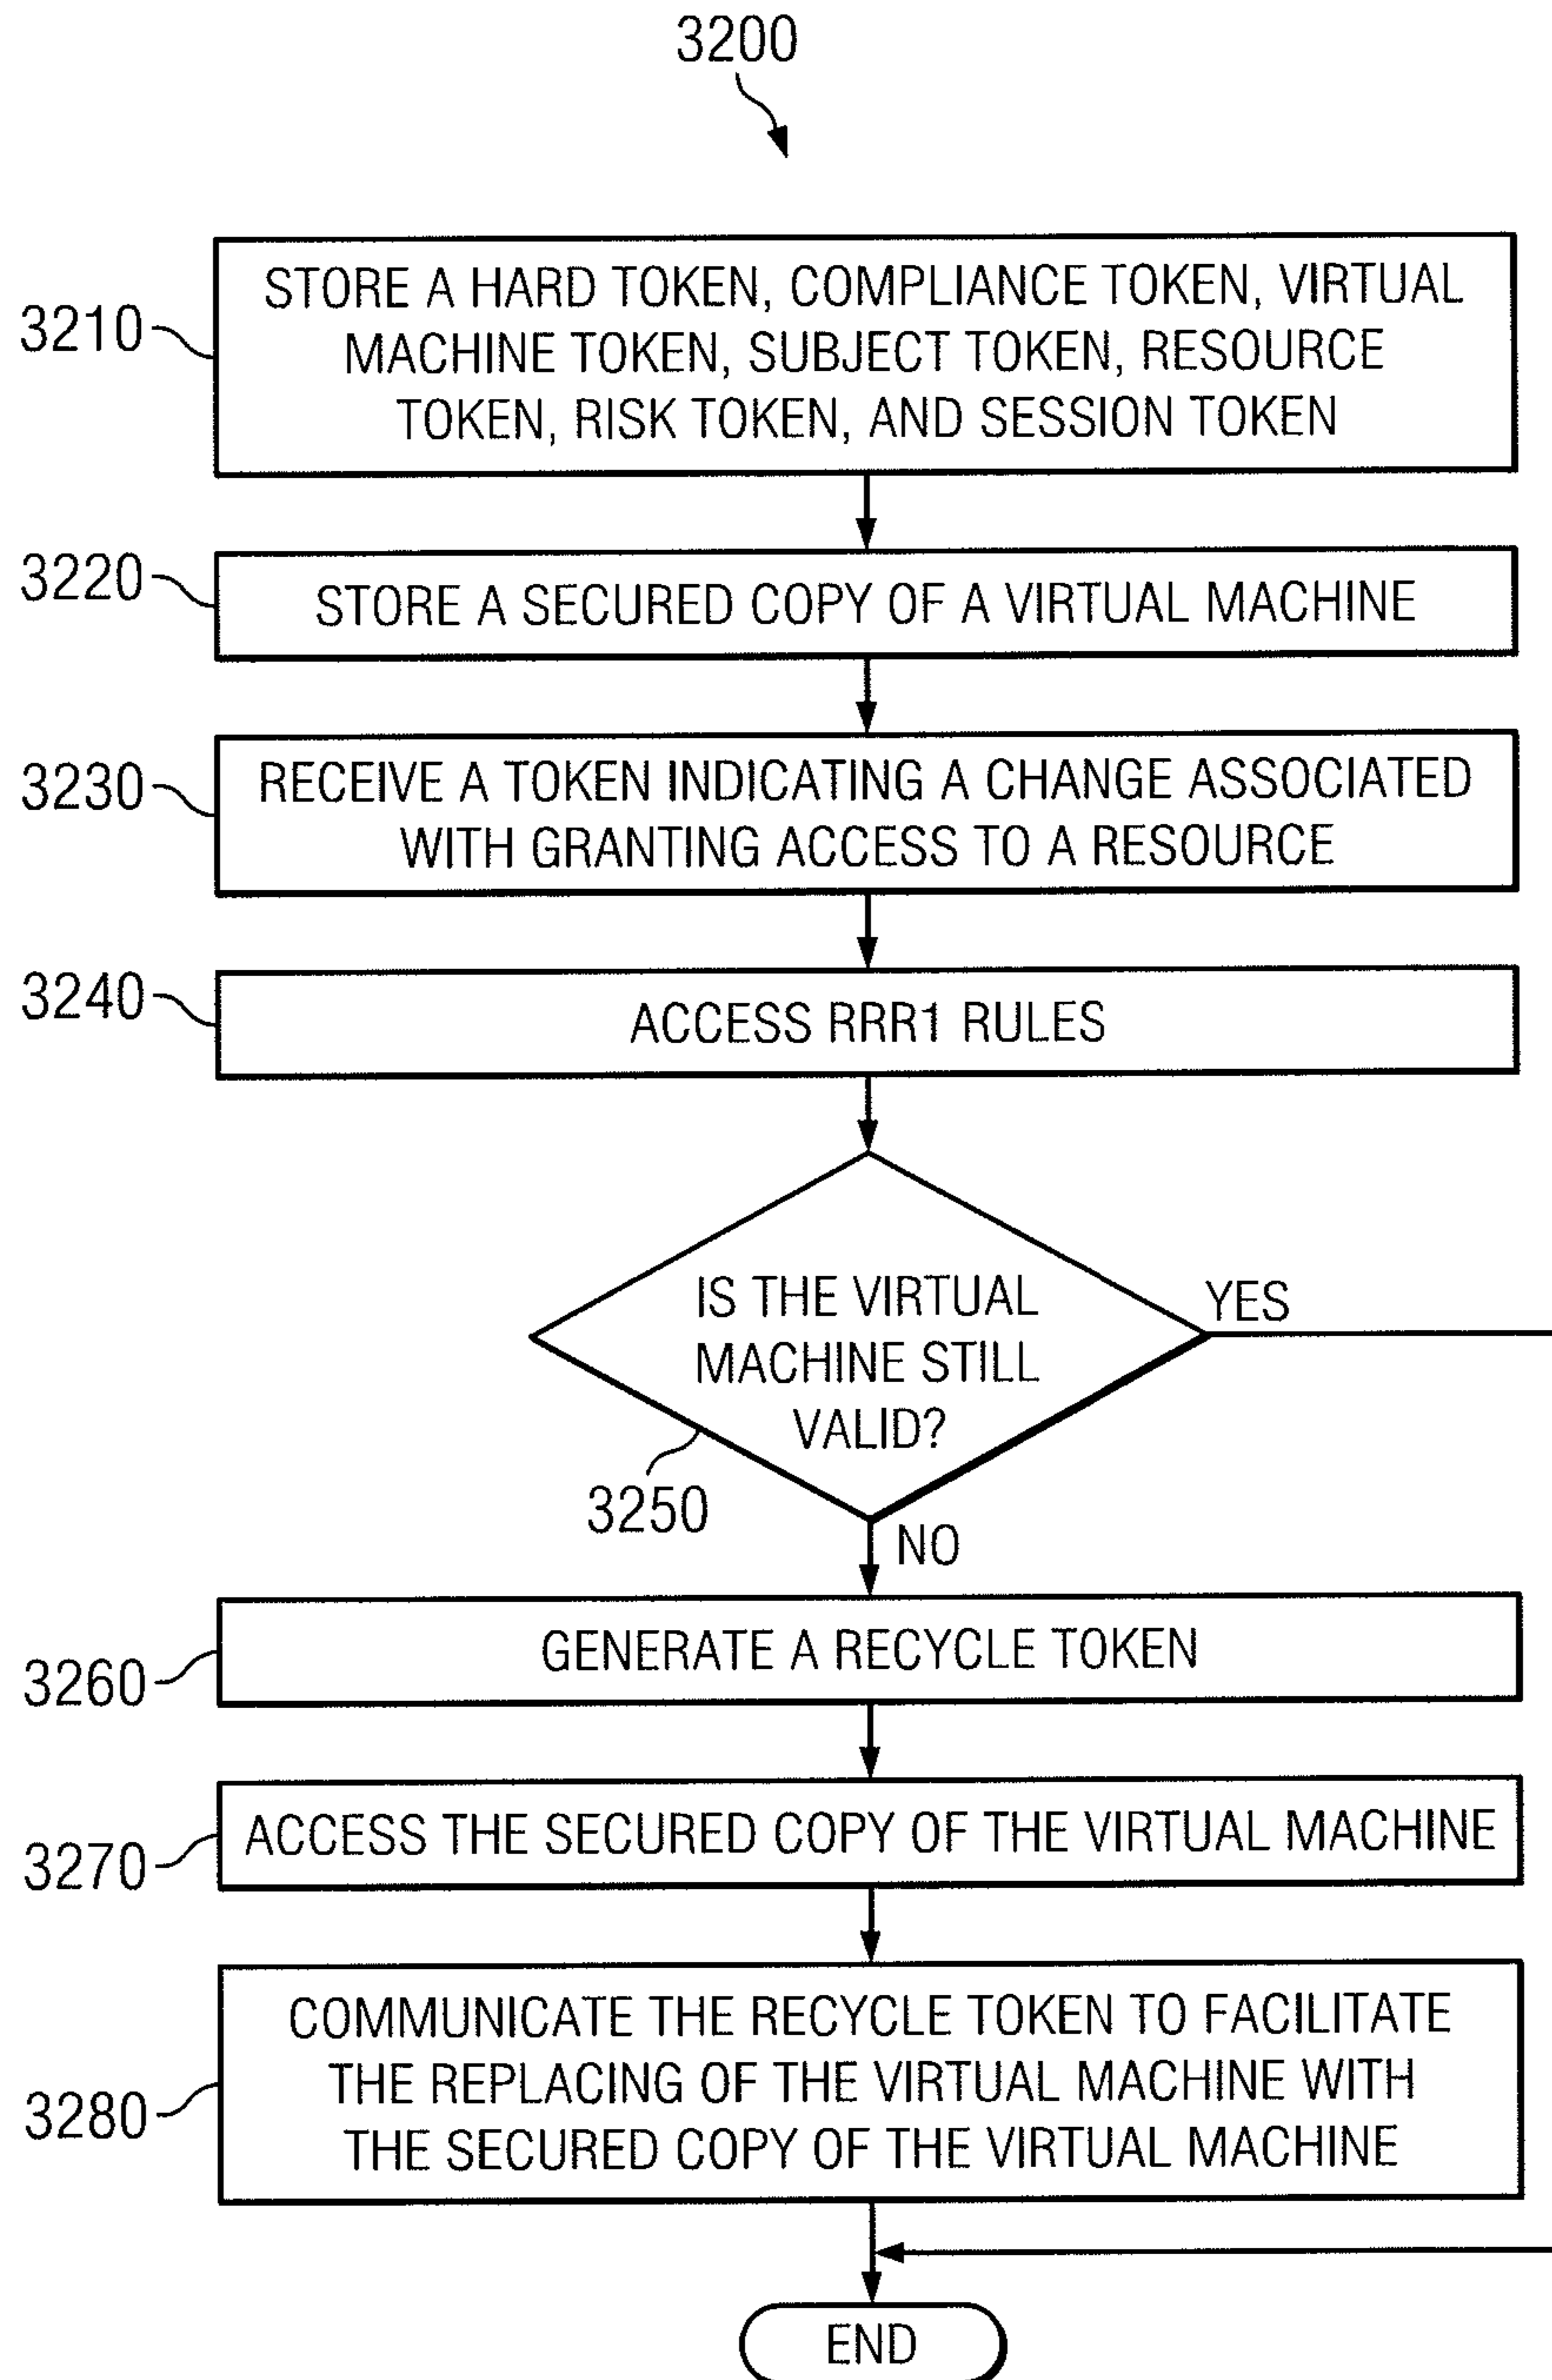 3200
3210
STORE A HARD TOKEN, COMPLIANCE TOKEN, VIRTUAL
MACHINE TOKEN, SUBJECT TOKEN, RESOURCE
TOKEN, RISK TOKEN, AND SESSION TOKEN
3220
STORE A SECURED COPY OF A VIRTUAL MACHINE
3230
RECEIVE A TOKEN INDICATING A CHANGE ASSOCIATED
WITH GRANTING ACCESS TO A RESOURCE
3240
ACCESS RRR1 RULES
IS THE VIRTUAL
MACHINE STILL
VALID?
YES
3250
NO
3260
GENERATE A RECYCLE TOKEN
3270
ACCESS THE SECURED COPY OF THE VIRTUAL MACHINE
3280
COMMUNICATE THE RECYCLE TOKEN TO FACILITATE
THE REPLACING OF THE VIRTUAL MACHINE WITH
THE SECURED COPY OF THE VIRTUAL MACHINE
END